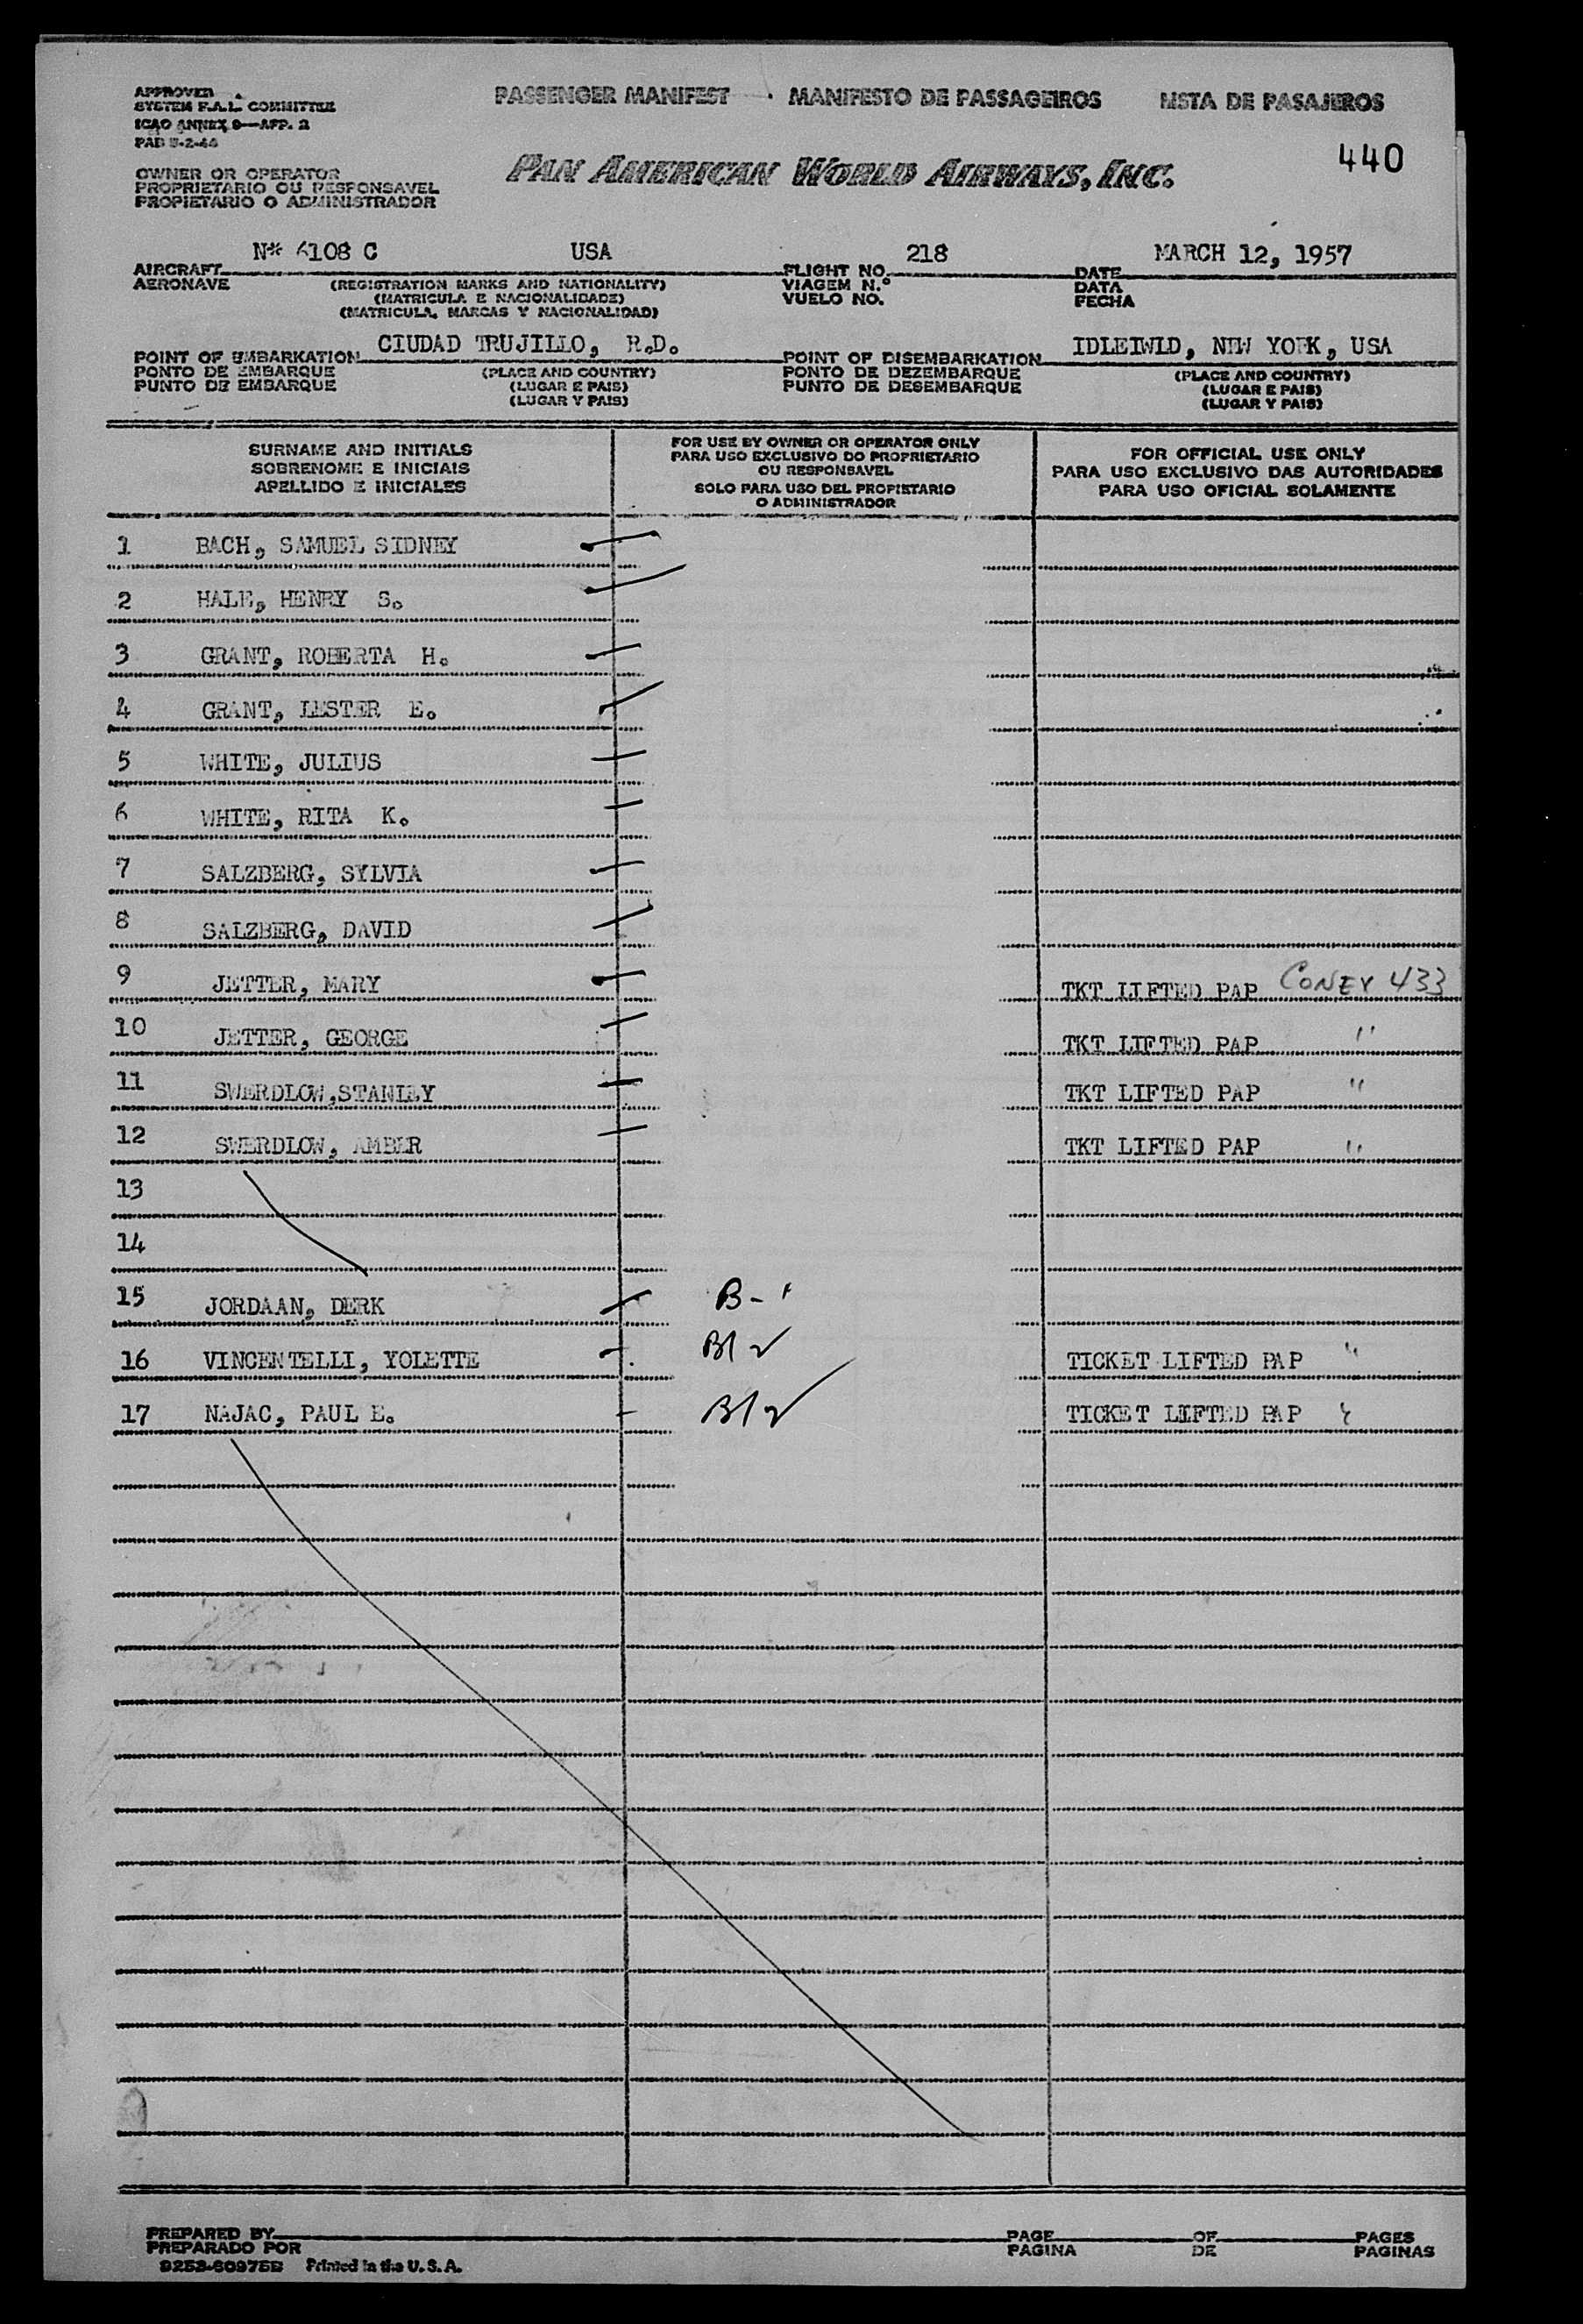 APPROVED
SYSTEM F.A.L. COMMITTEE
ICAO ANNEX 9—APP. 2
PAD
PASSENGER MANIFEST · MANIFESTO DE PASSAGEIROS LISTA DE PASAJEROS
440
OWNER OR OPERATOR
PROPRIETARIO OU RESPONSAVEL
PROPIETARIO O ADMINISTRADOR
PAN AMERICAN WORLD AIRWAYS, INC.
N* 6108 C USA 218 MARCH 12, 1957
AIRCRAFT FLIGHT NO. DATE
AERONAVE (REGISTRATION MARKS AND NATIONALITY) VIAGEM N.º DATA
(MATRICULA E NACIONALIDADE) VUELO NO. FECHA
(MATRICULA, MARCAS Y NACIONALIDAD)
CIUDAD TRUJILLO, R.D. IDLEIWLD, NEW YORK, USA
POINT OF EMBARKATION POINT OF DISEMBARKATION
PONTO DE EMBARQUE (PLACE AND COUNTRY) PONTO DE DEZEMBARQUE (PLACE AND COUNTRY)
PUNTO DE EMBARQUE (LUGAR E PAIS) PUNTO DE DESEMBARQUE (LUGAR E PAIS)
(LUGAR Y PAIS) (LUGAR Y PAIS)
SURNAME AND INITIALS
SOBRENOME E INICIAIS
APELLIDO E INICIALES
FOR USE BY OWNER OR OPERATOR ONLY
PARA USO EXCLUSIVO DO PROPRIETARIO
OU RESPONSAVEL
SOLO PARA USO DEL PROPIETARIO
O ADMINISTRADOR
FOR OFFICIAL USE ONLY
PARA USO EXCLUSIVO DAS AUTORIDADES
PARA USO OFICIAL SOLAMENTE
1 BACH, SAMUEL SIDNEY
2 HALE, HENRY S.
3 GRANT, ROBERTA H.
4 GRANT, LESTER E.
5 WHITE, JULIUS
6 WHITE, RITA K.
7 SALZBERG, SYLVIA
8 SALZBERG, DAVID
9 JETTER, MARY TKT LIFTED PAP CONEX 433
10 JETTER, GEORGE TKT LIFTED PAP "
11 SWERDLOW,STANLEY TKT LIFTED PAP "
12 SWERDLOW, AMBER TKT LIFTED PAP "
13
14
15 JORDAAN, DERK B-1
16 VINCENTELLI, YOLETTE B/2 TICKET LIFTED PAP "
17 NAJAC, PAUL E. B/2 TICKET LIFTED PAP "
PREPARED BY PAGE OF PAGES
PREPARADO POR PAGINA DE PAGINAS
9253-60975B Printed in the U.S.A.